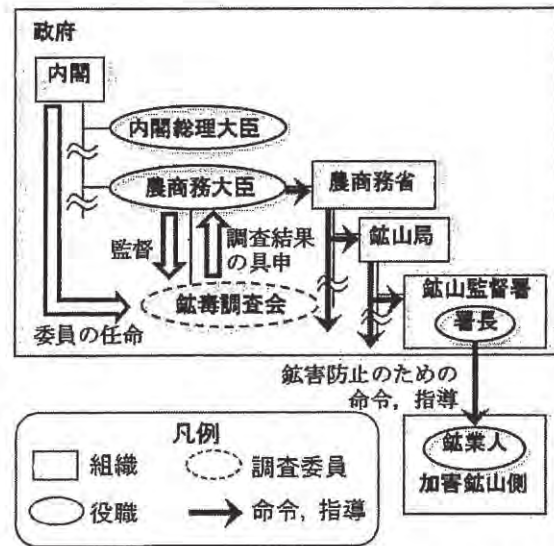 政府
内閣
内閣総理大臣
農商務大臣
農商務省
監督
調査結果
の具申
鉱山局
鉱毒調査会
鉱山監督署
署長
委員の任命
鉱害防止のための
命令，指導
鉱業人
加害鉱山側
凡例
組織
調査委員
役職
命令，指導